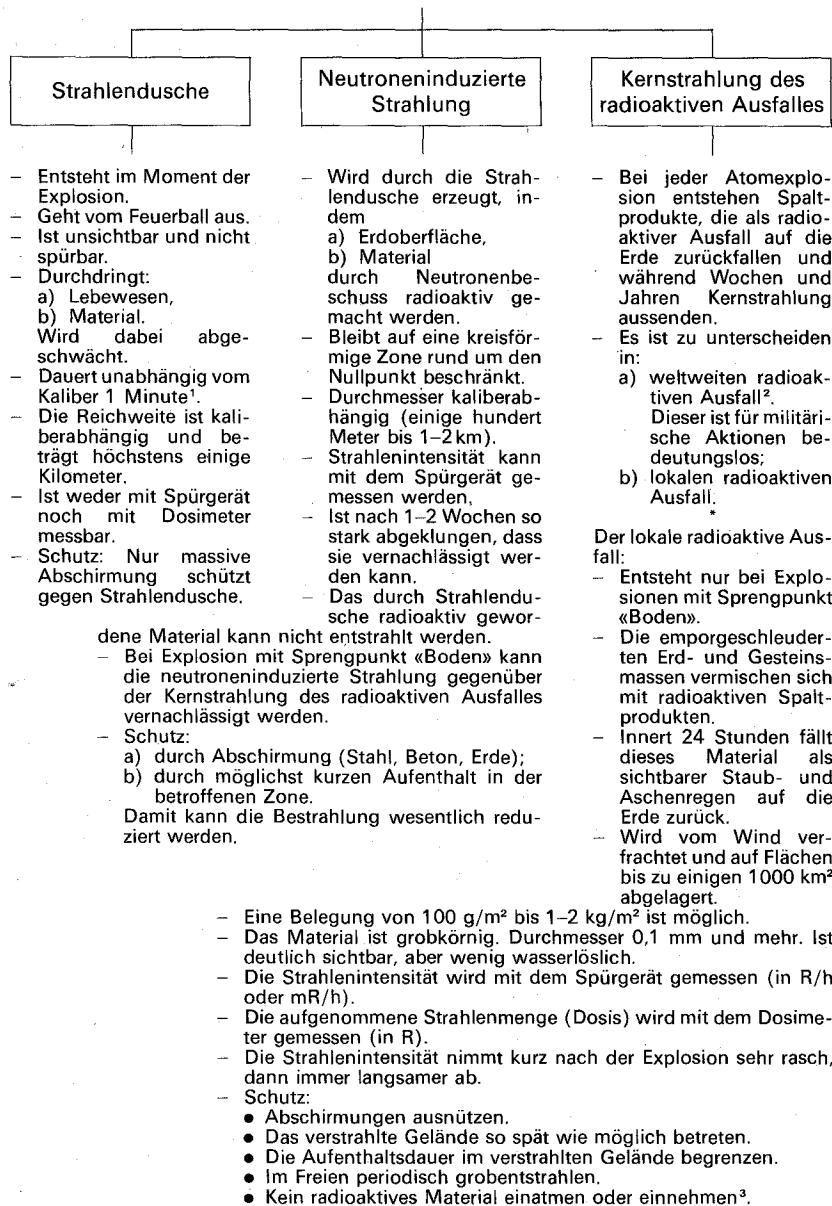 Strahlendusche
Neutroneninduzierte
Strahlung
Kernstrahlung des
radioaktiven Ausfalles
– Entsteht im Moment der
Explosion.
– Geht vom Feuerball aus.
– Ist unsichtbar und nicht
spürbar.
– Durchdringt:
a) Lebewesen,
b) Material.
Wird dabei abge-
schwächt.
– Dauert unabhängig vom
Kaliber 1 Minute¹.
– Die Reichweite ist kali-
berabhängig und be-
trägt höchstens einige
Kilometer.
– Ist weder mit Spürgerät
noch mit Dosimeter
messbar.
– Schutz: Nur massive
Abschirmung schützt
gegen Strahlendusche.
– Wird durch die Strah-
lendusche erzeugt, in-
dem
a) Erdoberfläche,
b) Material
durch Neutronenbe-
schuss radioaktiv ge-
macht werden.
– Bleibt auf eine kreisför-
mige Zone rund um den
Nullpunkt beschränkt.
– Durchmesser kaliberab-
hängig (einige hundert
Meter bis 1–2 km).
– Strahlenintensität kann
mit dem Spürgerät ge-
messen werden,
– Ist nach 1–2 Wochen so
stark abgeklungen, dass
sie vernachlässigt wer-
den kann.
– Das durch Strahlendu-
sche radioaktiv gewor-
dene Material kann nicht entstrahlt werden.
– Bei Explosion mit Sprengpunkt «Boden» kann
die neutroneninduzierte Strahlung gegenüber
der Kernstrahlung des radioaktiven Ausfalles
vernachlässigt werden.
– Schutz:
a) durch Abschirmung (Stahl, Beton, Erde);
b) durch möglichst kurzen Aufenthalt in der
betroffenen Zone.
Damit kann die Bestrahlung wesentlich redu-
ziert werden.
– Bei jeder Atomexplo-
sion entstehen Spalt-
produkte, die als radio-
aktiver Ausfall auf die
Erde zurückfallen und
während Wochen und
Jahren Kernstrahlung
aussenden.
– Es ist zu unterscheiden
in:
a) weltweiten radioak-
tiven Ausfall².
Dieser ist für militäri-
sche Aktionen be-
deutungslos;
b) lokalen radioaktiven
Ausfall.
*
Der lokale radioaktive Aus-
fall:
– Entsteht nur bei Explo-
sionen mit Sprengpunkt
«Boden».
– Die emporgeschleuder-
ten Erd- und Gesteins-
massen vermischen sich
mit radioaktiven Spalt-
produkten.
– Innert 24 Stunden fällt
dieses Material als
sichtbarer Staub- und
Aschenregen auf die
Erde zurück.
– Wird vom Wind ver-
frachtet und auf Flächen
bis zu einigen 1000 km²
abgelagert.
– Eine Belegung von 100 g/m² bis 1–2 kg/m² ist möglich.
– Das Material ist grobkörnig. Durchmesser 0,1 mm und mehr. Ist
deutlich sichtbar, aber wenig wasserlöslich.
– Die Strahlenintensität wird mit dem Spürgerät gemessen (in R/h
oder mR/h).
– Die aufgenommene Strahlenmenge (Dosis) wird mit dem Dosime-
ter gemessen (in R).
– Die Strahlenintensität nimmt kurz nach der Explosion sehr rasch,
dann immer langsamer ab.
– Schutz:
● Abschirmungen ausnützen.
● Das verstrahlte Gelände so spät wie möglich betreten.
● Die Aufenthaltsdauer im verstrahlten Gelände begrenzen.
● Im Freien periodisch grobentstrahlen.
● Kein radioaktives Material einatmen oder einnehmen³.